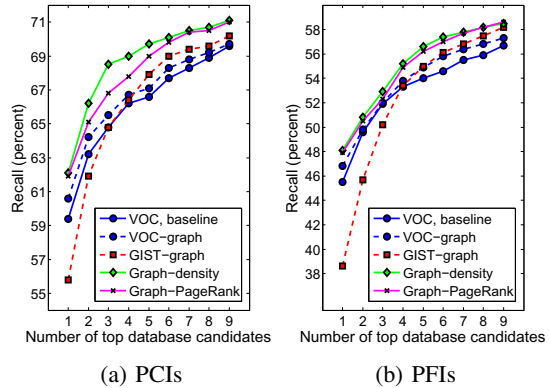 71
69
67
65
63
61
59
57
55
Recall (percent)
VOC, baseline
VOC−graph
GIST−graph
Graph−density
Graph−PageRank
1 2 3 4 5 6 7 8 9
Number of top database candidates
(a) PCIs
58
56
54
52
50
48
46
44
42
40
38
Recall (percent)
VOC, baseline
VOC−graph
GIST−graph
Graph−density
Graph−PageRank
1 2 3 4 5 6 7 8 9
Number of top database candidates
(b) PFIs